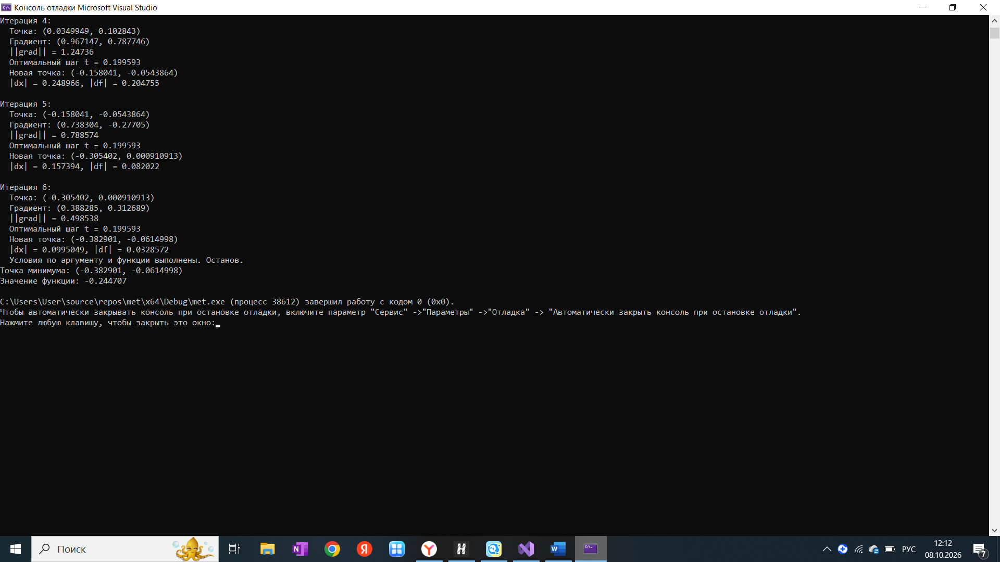 Консоль отладки Microsoft Visual Studio
Итерация 4:
Точка: (0.0349949, 0.102843)
Градиент: (0.967147, 0.787746)
||grad|| = 1.24736
Оптимальный шаг t = 0.199593
Новая точка: (-0.158041, -0.0543864)
|dx| = 0.248966, |df| = 0.204755
Итерация 5:
Точка: (-0.158041, -0.0543864)
Градиент: (0.738304, -0.27705)
||grad|| = 0.788574
Оптимальный шаг t = 0.199593
Новая точка: (-0.305402, 0.000910913)
|dx| = 0.157394, |df| = 0.082022
Итерация 6:
Точка: (-0.305402, 0.000910913)
Градиент: (0.388285, 0.312689)
||grad|| = 0.498538
Оптимальный шаг t = 0.199593
Новая точка: (-0.382901, -0.0614998)
|dx| = 0.0995049, |df| = 0.0328572
Условия по аргументу и функции выполнены. Останов.
Точка минимума: (-0.382901, -0.0614998)
Значение функции: -0.244707
C:\Users\User\source\repos\met\x64\Debug\met.exe (процесс 38612) завершил работу с кодом 0 (0x0).
Чтобы автоматически закрывать консоль при остановке отладки, включите параметр "Сервис" ->"Параметры" ->"Отладка" -> "Автоматически закрыть консоль при остановке отладки".
Нажмите любую клавишу, чтобы закрыть это окно:
Поиск
РУС
12:12
08.10.2026
7